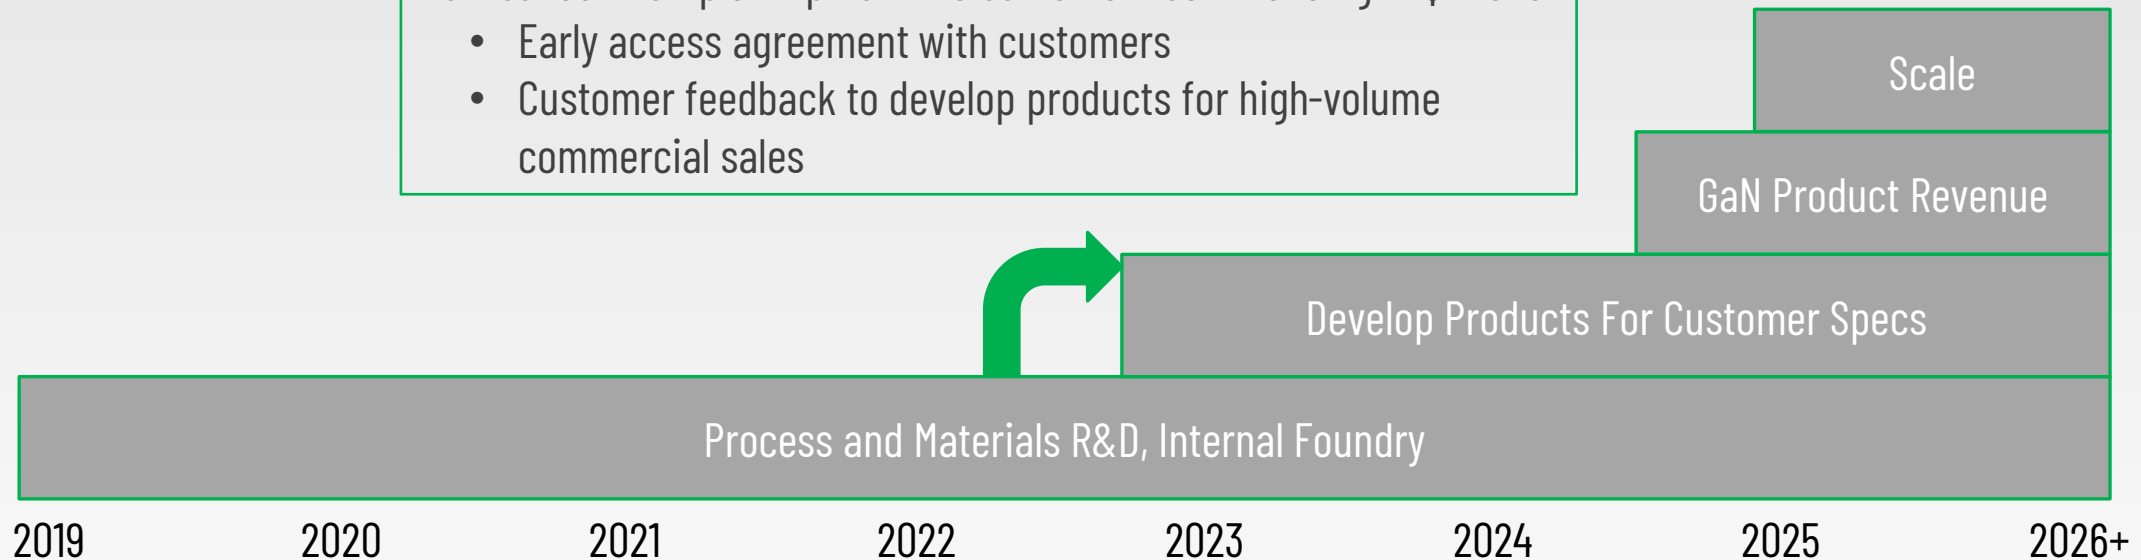 • Early access agreement with customers
• Customer feedback to develop products for high-volume
commercial sales
Scale
GaN Product Revenue
Develop Products For Customer Specs
Process and Materials R&D, Internal Foundry
2019 2020 2021 2022 2023 2024 2025 2026+